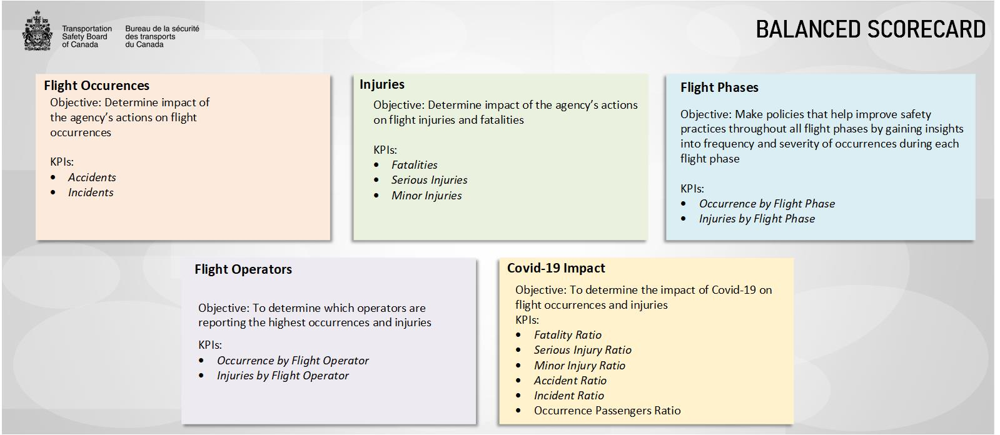 Transportation
Safety Board
of Canada
Bureau de la sécurité
des transports
du Canada
BALANCED SCORECARD
Flight Occurences
Objective: Determine impact of
the agency's actions on flight
occurrences
KPIs:
• Accidents
• Incidents
Injuries
Objective: Determine impact of the agency's actions
on flight injuries and fatalities
KPIs:
• Fatalities
• Serious Injuries
• Minor Injuries
Flight Phases
Objective: Make policies that help improve safety
practices throughout all flight phases by gaining insights
into frequency and severity of occurrences during each
flight phase
KPIs:
• Occurrence by Flight Phase
• Injuries by Flight Phase
Flight Operators
Objective: To determine which operators are
reporting the highest occurrences and injuries
KPIs:
• Occurrence by Flight Operator
• Injuries by Flight Operator
Covid-19 Impact
Objective: To determine the impact of Covid-19 on
flight occurrences and injuries
KPIs:
• Fatality Ratio
• Serious Injury Ratio
• Minor Injury Ratio
• Accident Ratio
• Incident Ratio
• Occurrence Passengers Ratio